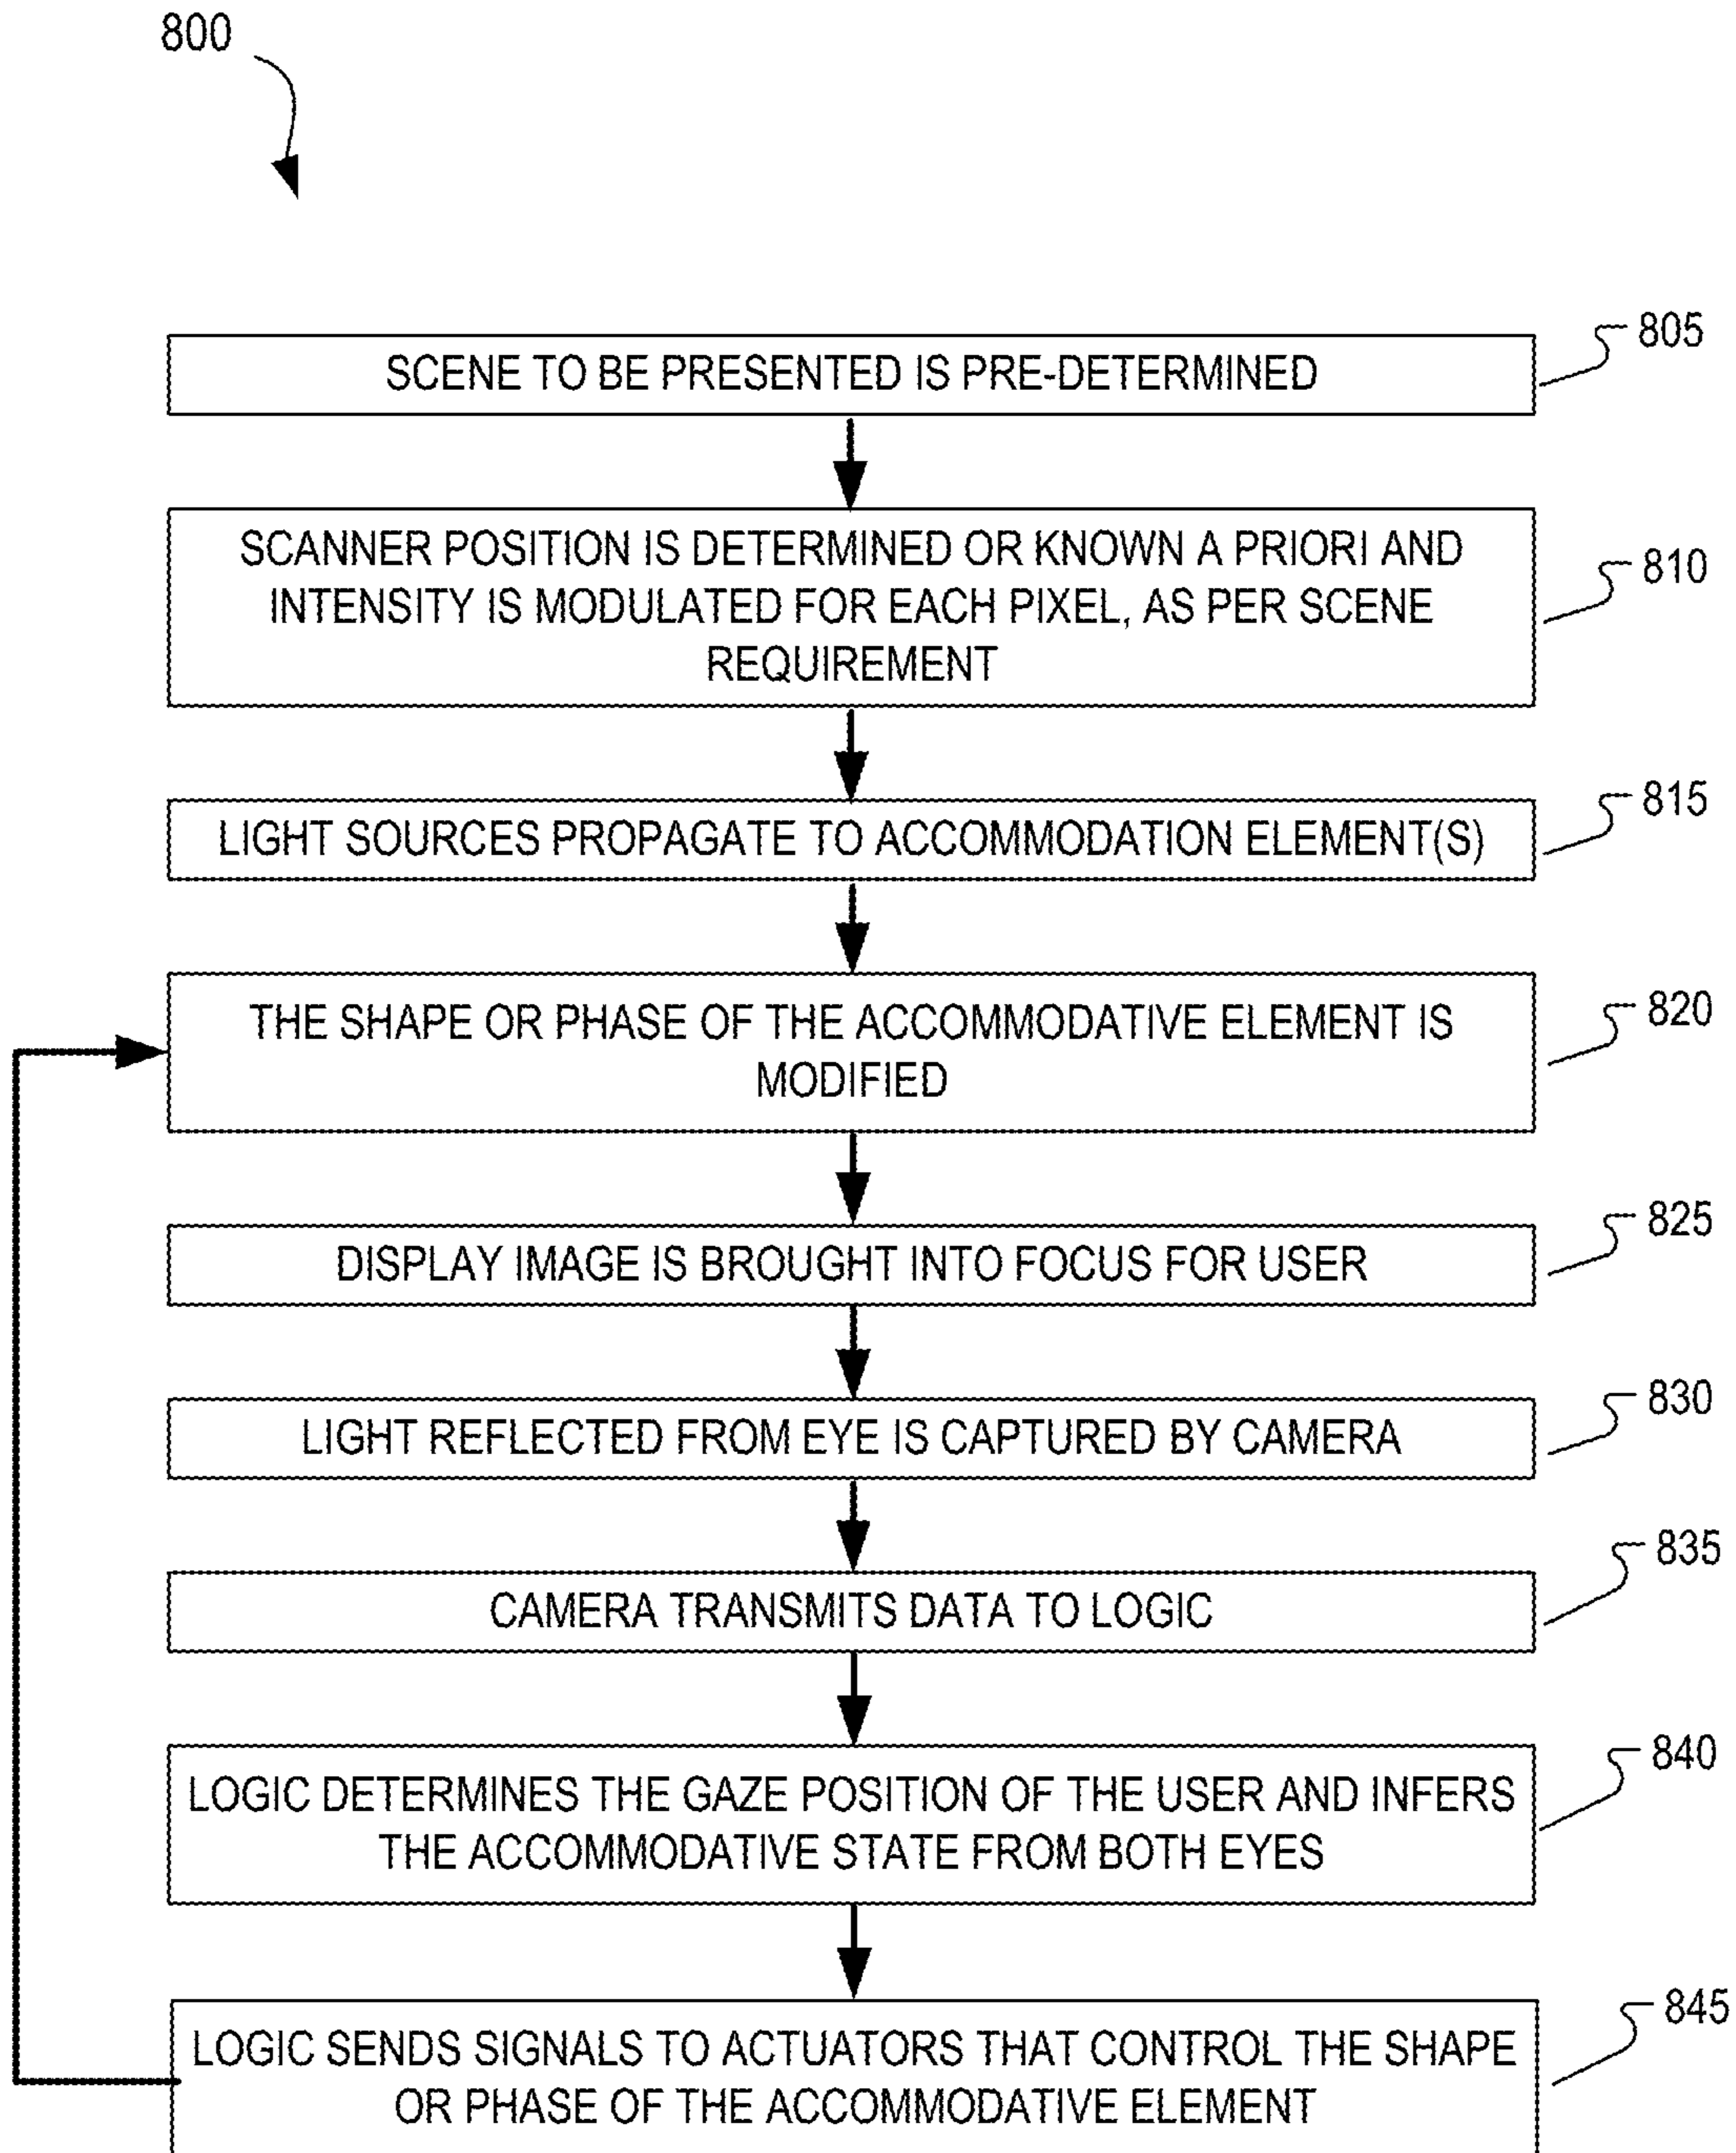 800
SCENE TO BE PRESENTED IS PRE-DETERMINED
805
SCANNER POSITION IS DETERMINED OR KNOWN A PRIORI AND
INTENSITY IS MODULATED FOR EACH PIXEL, AS PER SCENE
REQUIREMENT
810
LIGHT SOURCES PROPAGATE TO ACCOMMODATION ELEMENT(S)
815
THE SHAPE OR PHASE OF THE ACCOMMODATIVE ELEMENT IS
MODIFIED
820
DISPLAY IMAGE IS BROUGHT INTO FOCUS FOR USER
825
LIGHT REFLECTED FROM EYE IS CAPTURED BY CAMERA
830
CAMERA TRANSMITS DATA TO LOGIC
835
LOGIC DETERMINES THE GAZE POSITION OF THE USER AND INFERS
THE ACCOMMODATIVE STATE FROM BOTH EYES
840
LOGIC SENDS SIGNALS TO ACTUATORS THAT CONTROL THE SHAPE
OR PHASE OF THE ACCOMMODATIVE ELEMENT
845